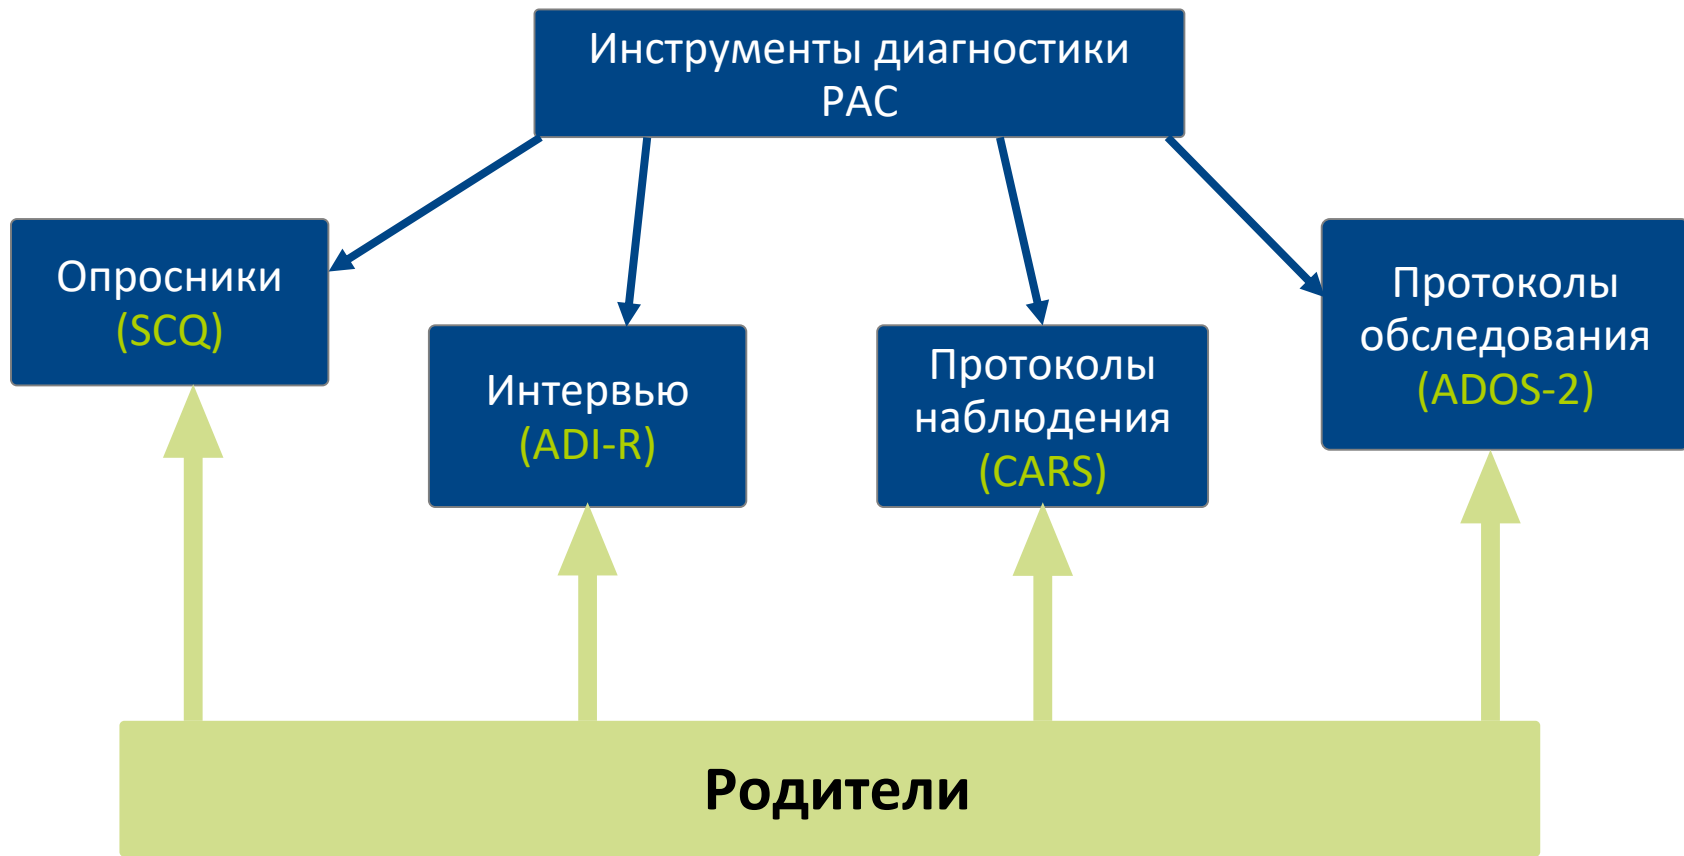 Инструменты диагностики
РАС
Опросники
(SCQ)
Интервью
(ADI-R)
Протоколы
наблюдения
(CARS)
Протоколы
обследования
(ADOS-2)
Родители